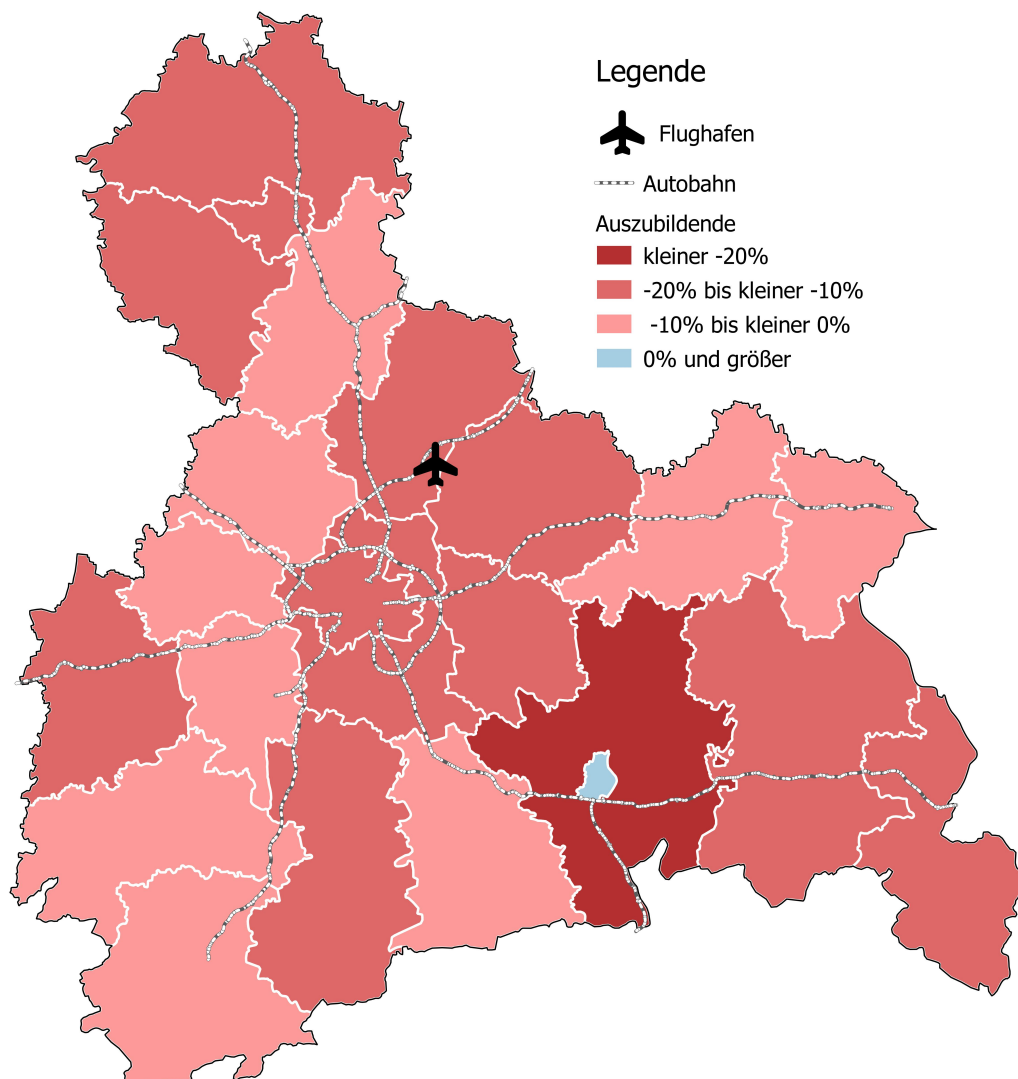 Legende
Flughafen
Autobahn
Auszubildende
kleiner -20%
-20% bis kleiner -10%
-10% bis kleiner 0%
0% und größer